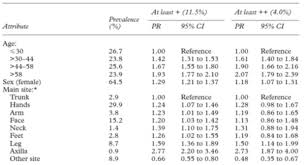 At least + (11.5%) At least ++ (4.0%)
Attribute Prevalence (%) PR 95% CI PR 95% CI
Age:
<30 26.7 1.00 Reference 1.00 Reference
>30–44 23.8 1.42 1.31 to 1.53 1.61 1.40 to 1.84
>44–58 25.6 1.67 1.55 to 1.80 1.90 1.66 to 2.16
>58 23.9 1.93 1.77 to 2.10 2.07 1.79 to 2.39
Sex (female) 64.5 1.29 1.21 to 1.37 1.18 1.07 to 1.31
Main site:*
Trunk 2.9 1.00 Reference 1.00 Reference
Hands 29.9 1.24 1.07 to 1.46 1.28 0.98 to 1.67
Arm 3.8 1.23 1.01 to 1.49 1.19 0.86 to 1.65
Face 15.2 1.20 1.03 to 1.42 1.13 0.86 to 1.48
Neck 1.4 1.39 1.10 to 1.75 1.31 0.88 to 1.94
Feet 2.8 1.26 1.02 to 1.55 1.19 0.84 to 1.68
Leg 8.7 1.59 1.36 to 1.89 1.50 1.14 to 1.98
Axilla 0.9 2.77 2.20 to 3.46 2.73 1.87 to 4.00
Other site 8.9 0.66 0.55 to 0.80 0.48 0.35 to 0.67